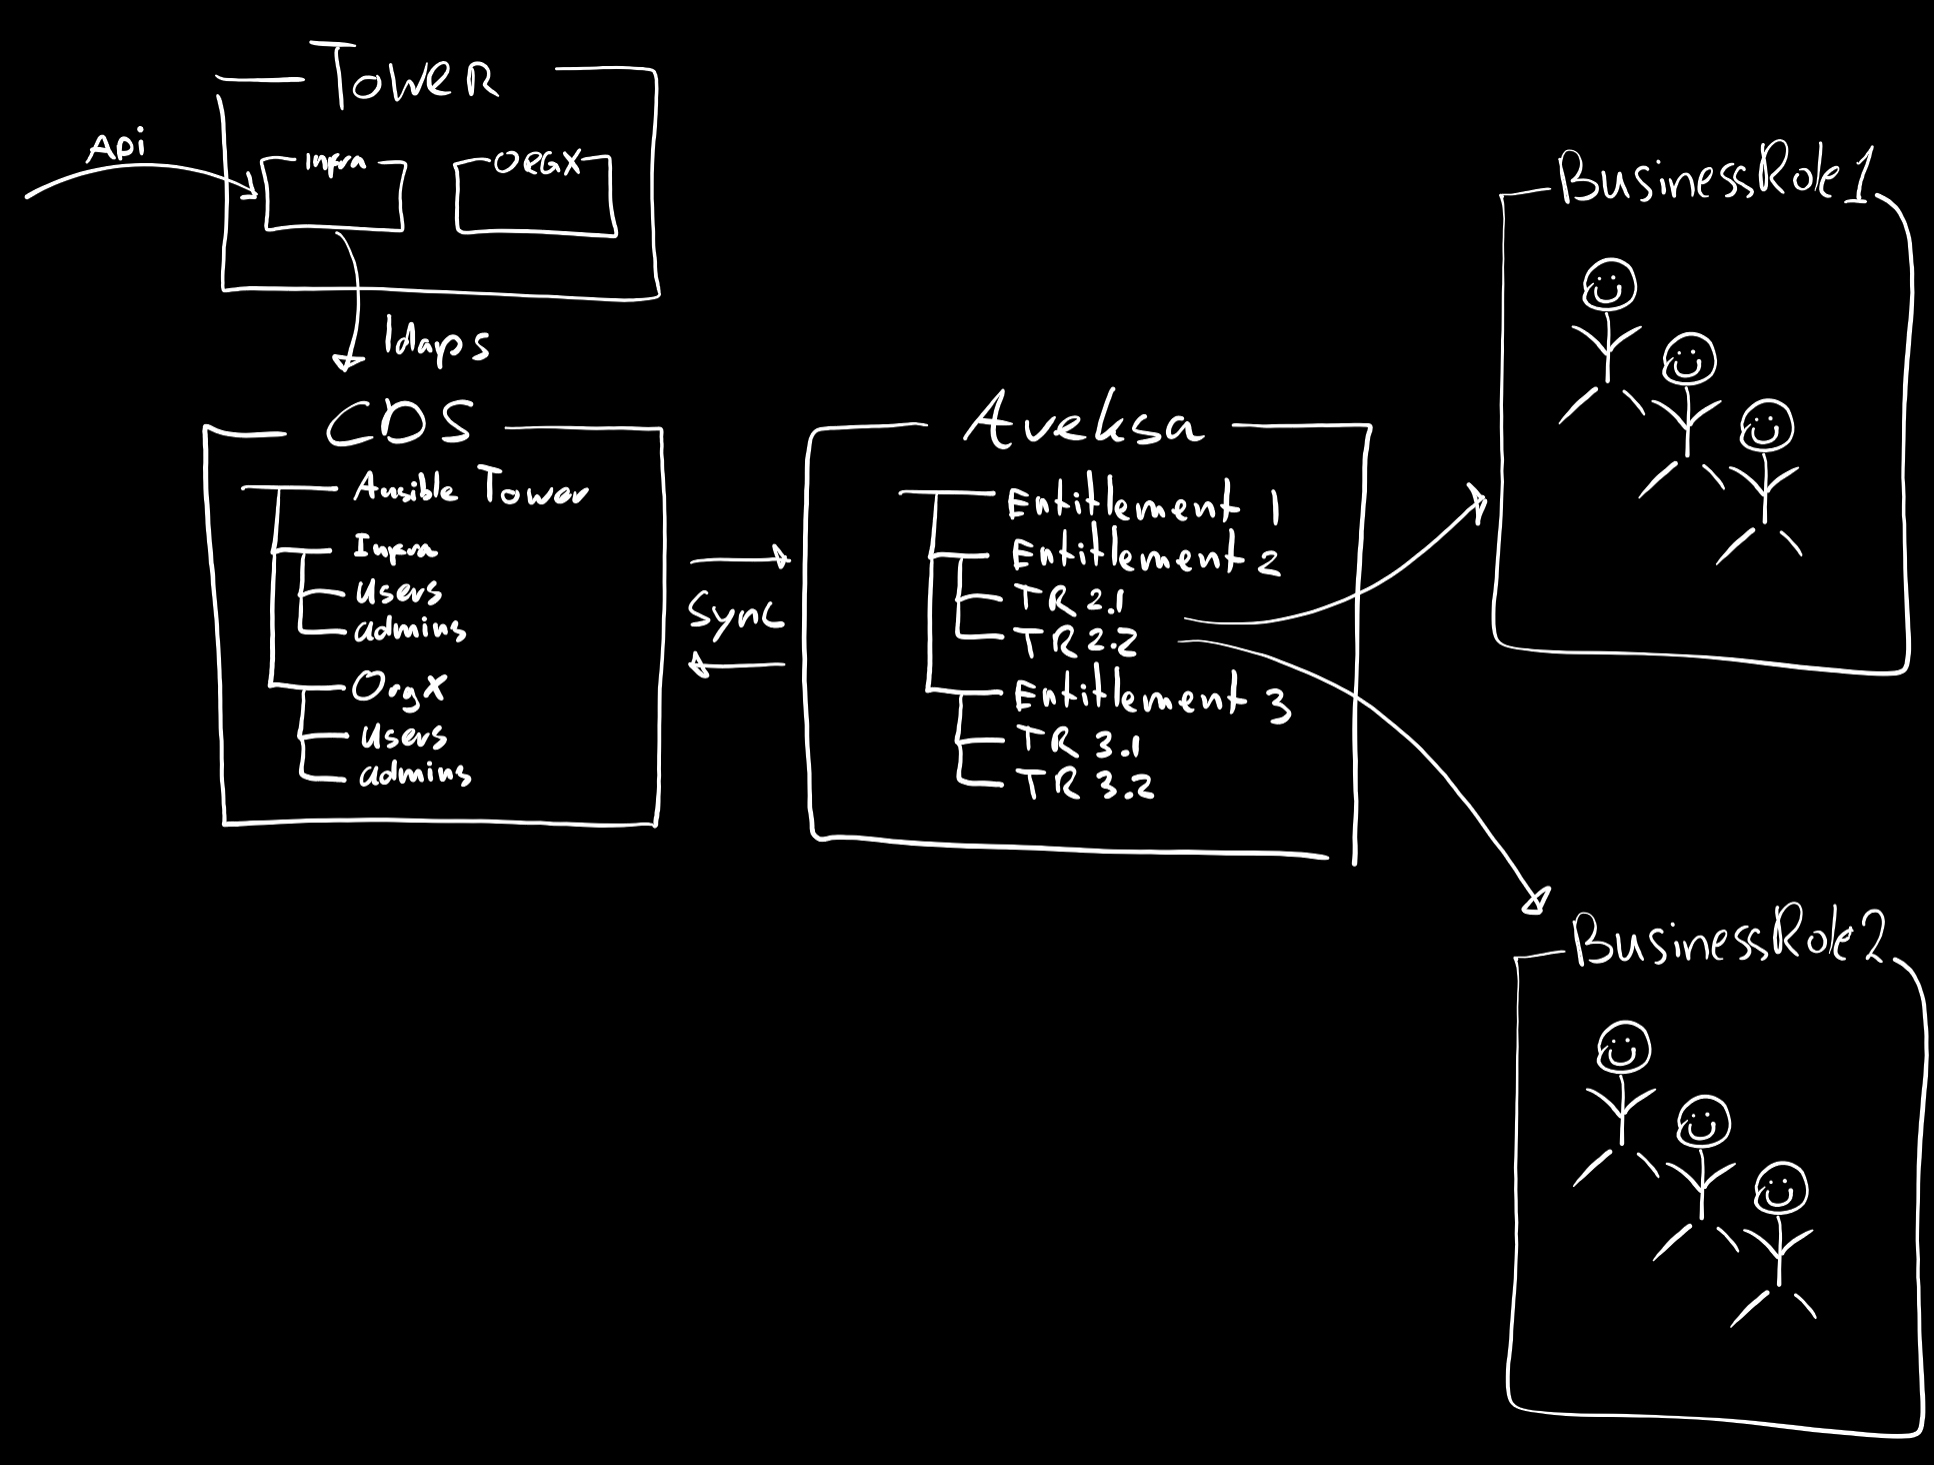 Tower
Api
Infra
ORGX
ldaps
CDS
Ansible Tower
Infra
Users
admins
OrgX
Users
admins
Sync
Aveksa
Entitlement 1
Entitlement 2
TR 2.1
TR 2.2
Entitlement 3
TR 3.1
TR 3.2
BusinessRole1
BusinessRole2